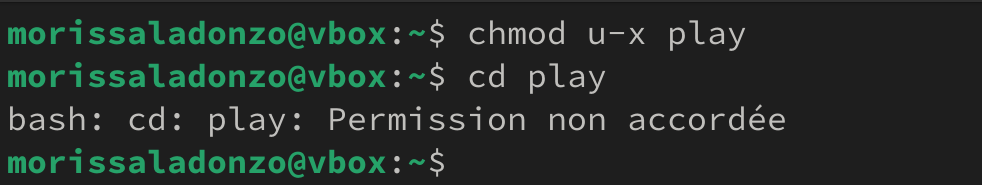 morissaladonzo@vbox:~$ chmod u-x play
morissaladonzo@vbox:~$ cd play
bash: cd: play: Permission non accordée
morissaladonzo@vbox:~$